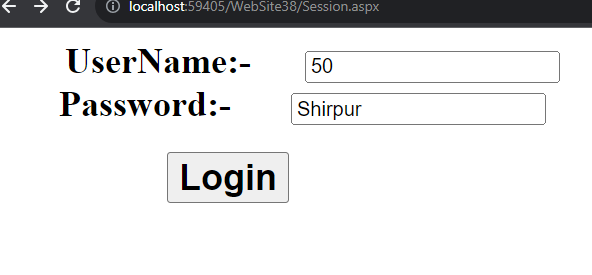 localhost:59405/WebSite38/Session.aspx
UserName:- 50
Password:- Shirpur
Login